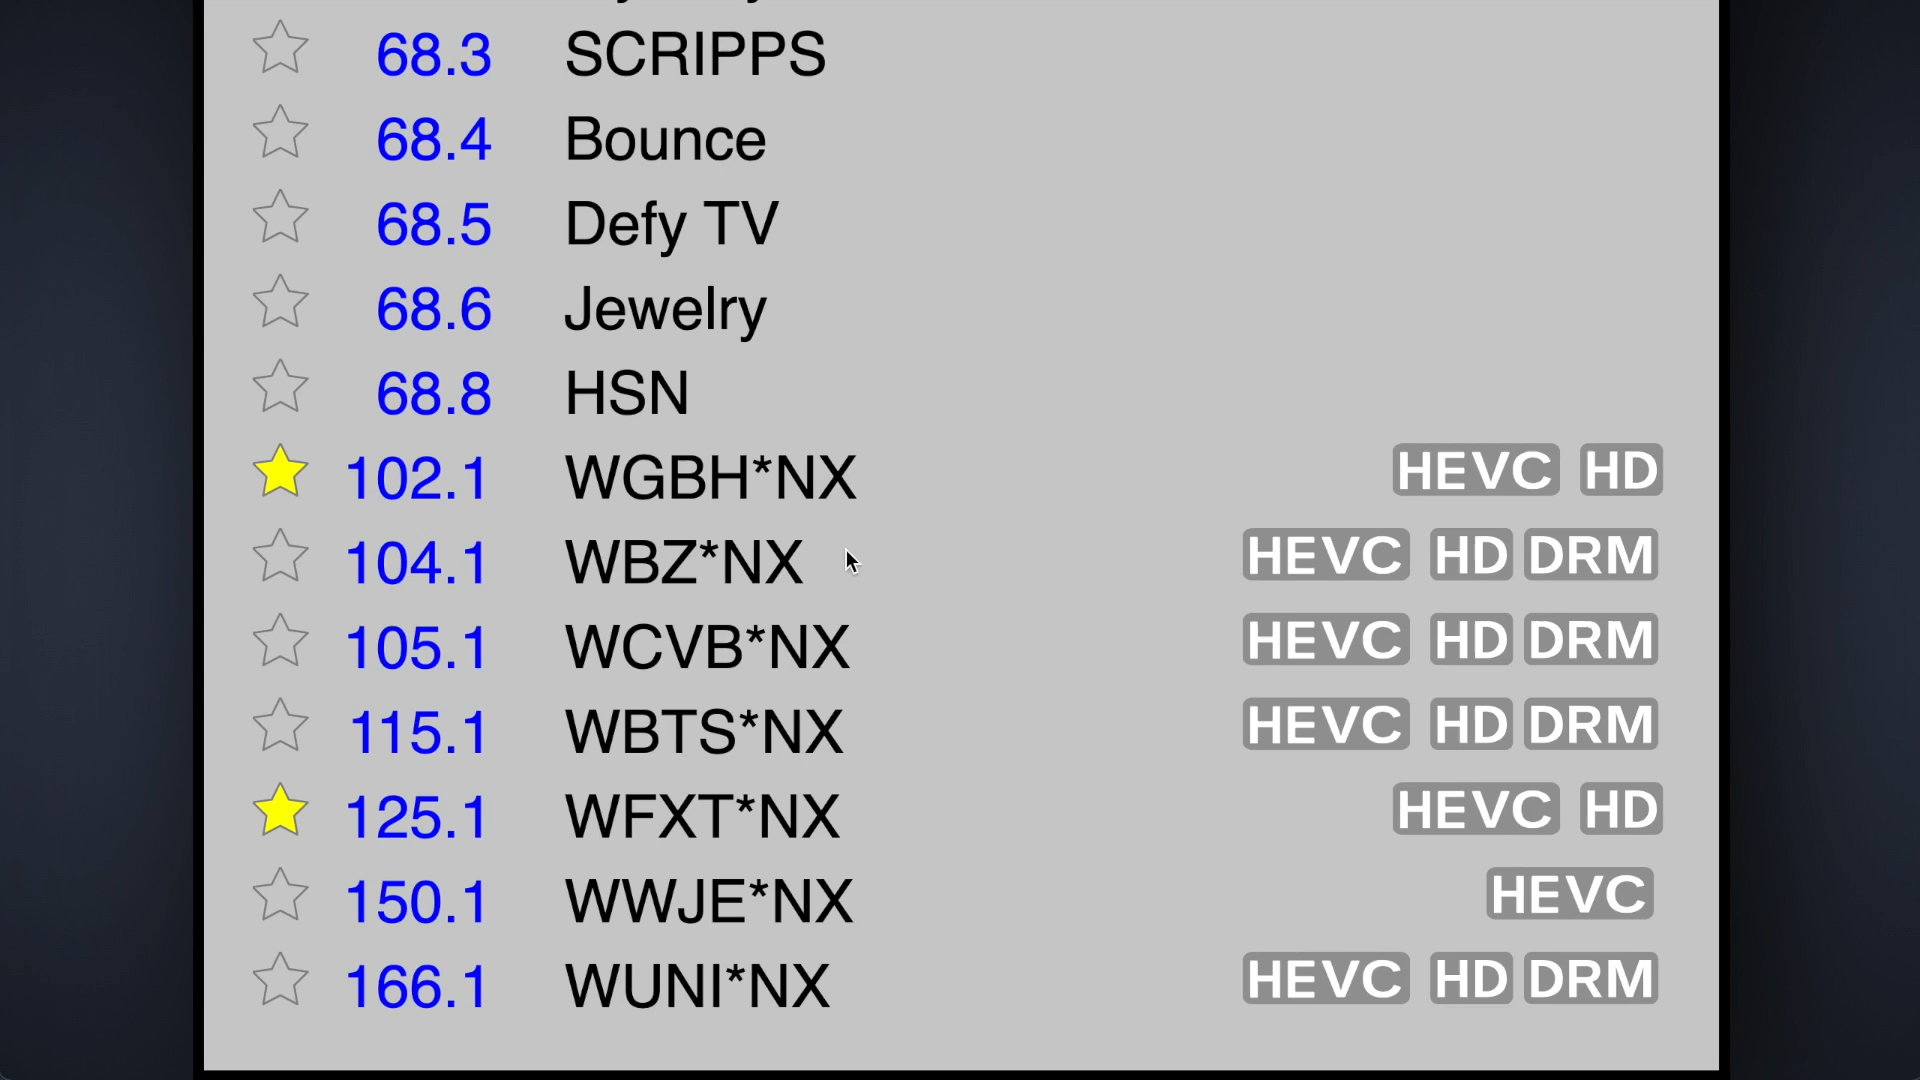 68.3 SCRIPPS
68.4 Bounce
68.5 Defy TV
68.6 Jewelry
68.8 HSN
102.1 WGBH*NX HEVC HD
104.1 WBZ*NX HEVC HD DRM
105.1 WCVB*NX HEVC HD DRM
115.1 WBTS*NX HEVC HD DRM
125.1 WFXT*NX HEVC HD
150.1 WWJE*NX HEVC
166.1 WUNI*NX HEVC HD DRM